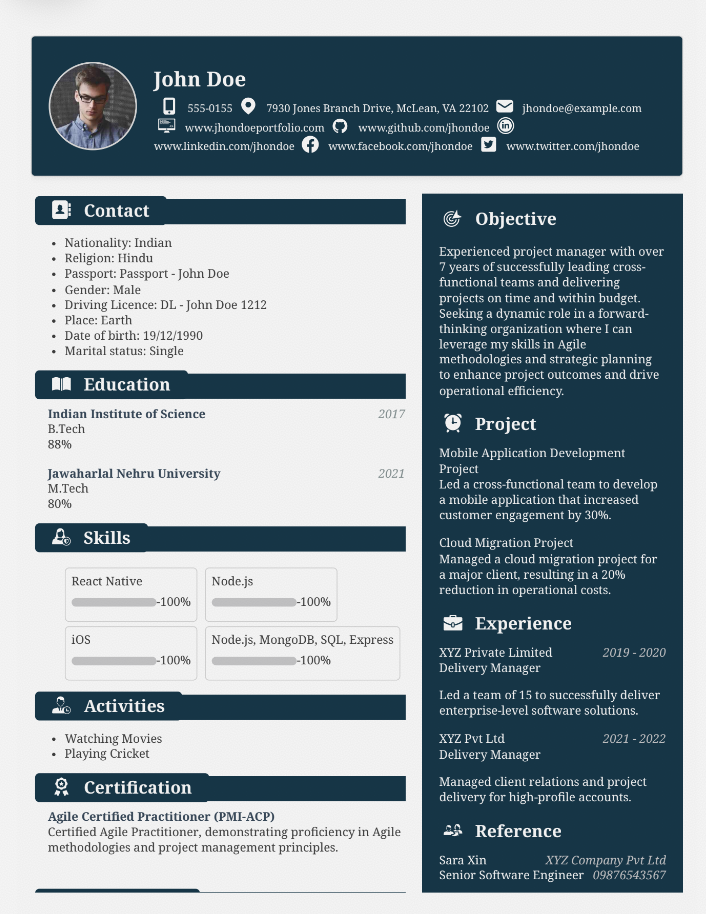 John Doe
555-0155 7930 Jones Branch Drive, McLean, VA 22102 jhondoe@example.com
www.jhondoeportfolio.com www.github.com/jhondoe
www.linkedin.com/jhondoe www.facebook.com/jhondoe www.twitter.com/jhondoe
Contact
• Nationality: Indian
• Religion: Hindu
• Passport: Passport - John Doe
• Gender: Male
• Driving Licence: DL - John Doe 1212
• Place: Earth
• Date of birth: 19/12/1990
• Marital status: Single
Education
Indian Institute of Science 2017
B.Tech
88%
Jawaharlal Nehru University 2021
M.Tech
80%
Skills
React Native
-100%
Node.js
-100%
iOS
-100%
Node.js, MongoDB, SQL, Express
-100%
Activities
• Watching Movies
• Playing Cricket
Certification
Agile Certified Practitioner (PMI-ACP)
Certified Agile Practitioner, demonstrating proficiency in Agile
methodologies and project management principles.
Objective
Experienced project manager with over
7 years of successfully leading cross-
functional teams and delivering
projects on time and within budget.
Seeking a dynamic role in a forward-
thinking organization where I can
leverage my skills in Agile
methodologies and strategic planning
to enhance project outcomes and drive
operational efficiency.
Project
Mobile Application Development
Project
Led a cross-functional team to develop
a mobile application that increased
customer engagement by 30%.
Cloud Migration Project
Managed a cloud migration project for
a major client, resulting in a 20%
reduction in operational costs.
Experience
XYZ Private Limited 2019 - 2020
Delivery Manager
Led a team of 15 to successfully deliver
enterprise-level software solutions.
XYZ Pvt Ltd 2021 - 2022
Delivery Manager
Managed client relations and project
delivery for high-profile accounts.
Reference
Sara Xin XYZ Company Pvt Ltd
Senior Software Engineer 09876543567